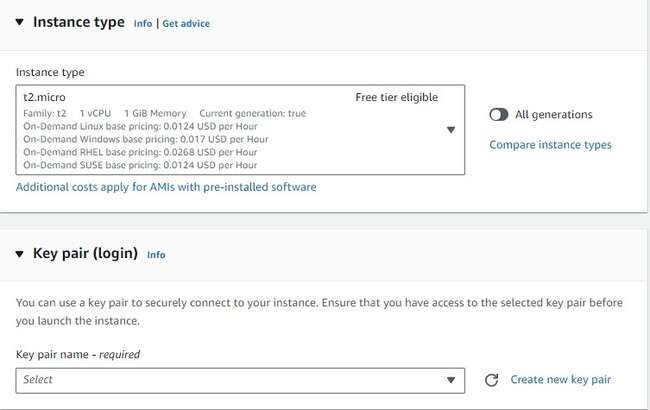 Instance type Info | Get advice
Instance type
t2.micro Free tier eligible
Family: t2 1 vCPU 1 GiB Memory Current generation: true
On-Demand Linux base pricing: 0.0124 USD per Hour
On-Demand Windows base pricing: 0.017 USD per Hour
On-Demand RHEL base pricing: 0.0268 USD per Hour
On-Demand SUSE base pricing: 0.0124 USD per Hour
All generations
Compare instance types
Additional costs apply for AMIs with pre-installed software
Key pair (login) Info
You can use a key pair to securely connect to your instance. Ensure that you have access to the selected key pair before
you launch the instance.
Key pair name - required
Select
Create new key pair